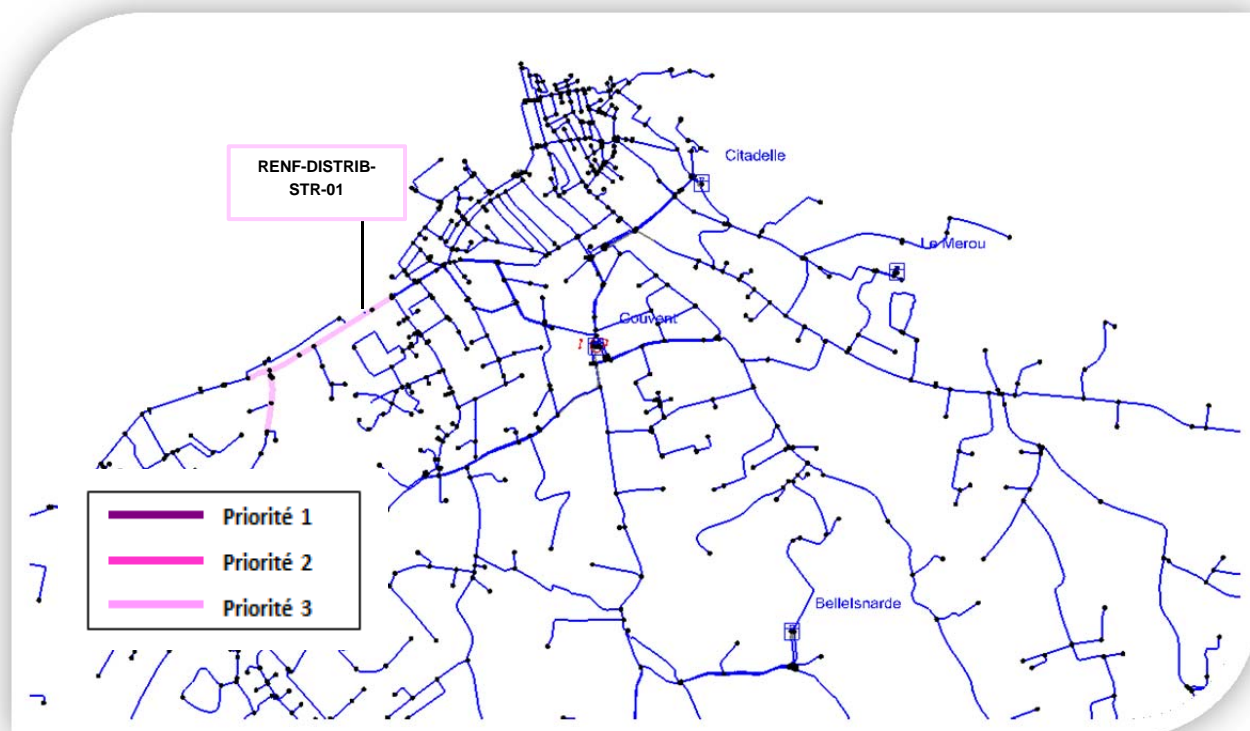 RENF-DISTRIB-
STR-01
Citadelle
Le Merou
Couvent
Priorité 1
Priorité 2
Priorité 3
BelleIsnarde